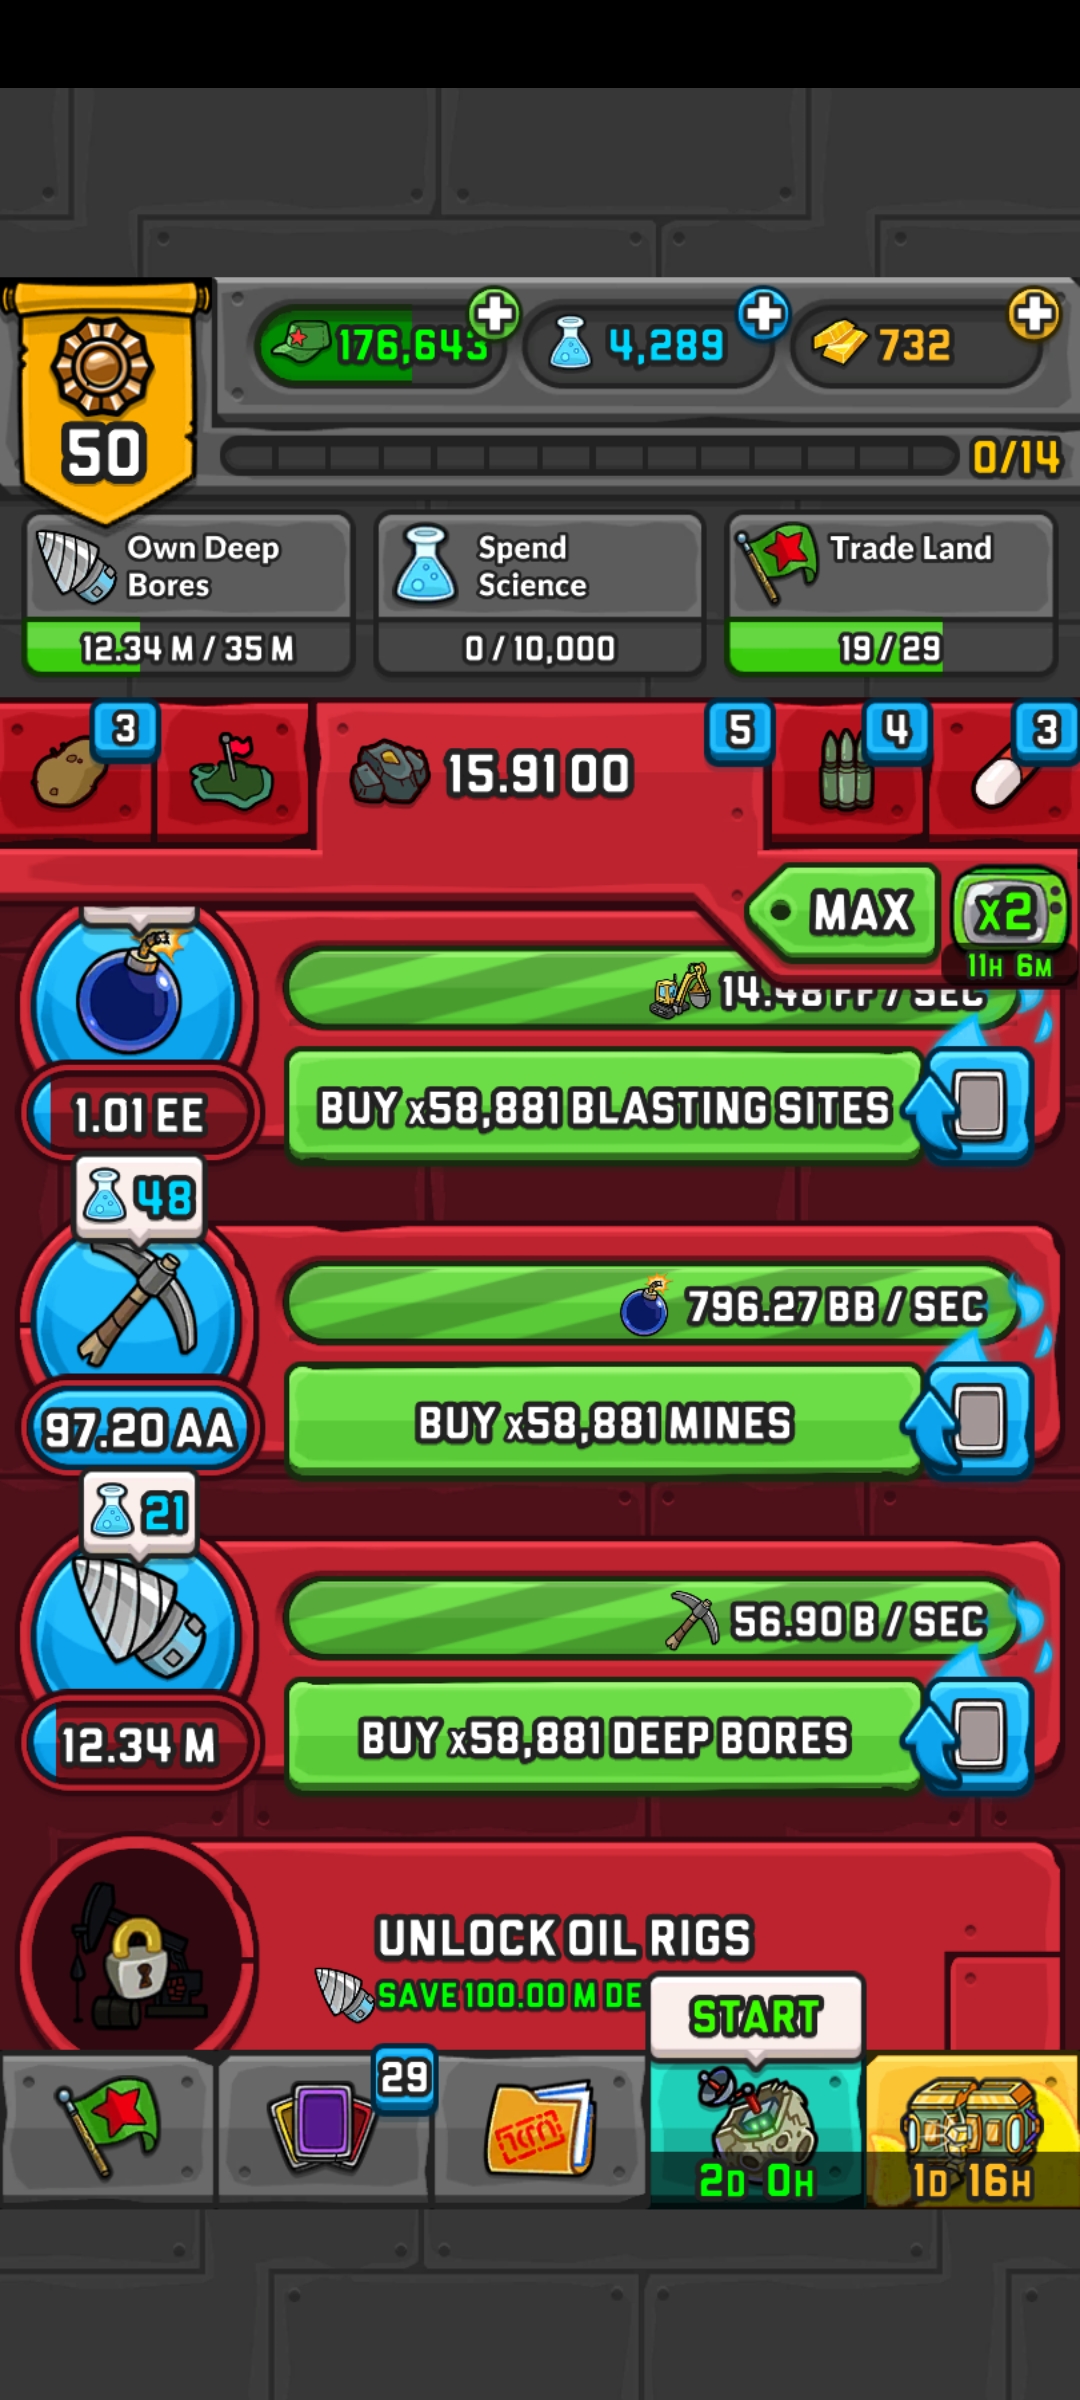 176,643
4,289
732
50
0/14
Own Deep Bores
Spend Science
Trade Land
12.34 M / 35 M
0 / 10,000
19 / 29
3
15.91 OO
5
4
3
MAX
x2
11H 6M
14.48 FF / SEC
BUY x58,881 BLASTING SITES
1.01 EE
48
796.27 BB / SEC
BUY x58,881 MINES
97.20 AA
21
56.90 B / SEC
BUY x58,881 DEEP BORES
12.34 M
UNLOCK OIL RIGS
SAVE 100.00 M DE
START
29
2D 0H
1D 16H